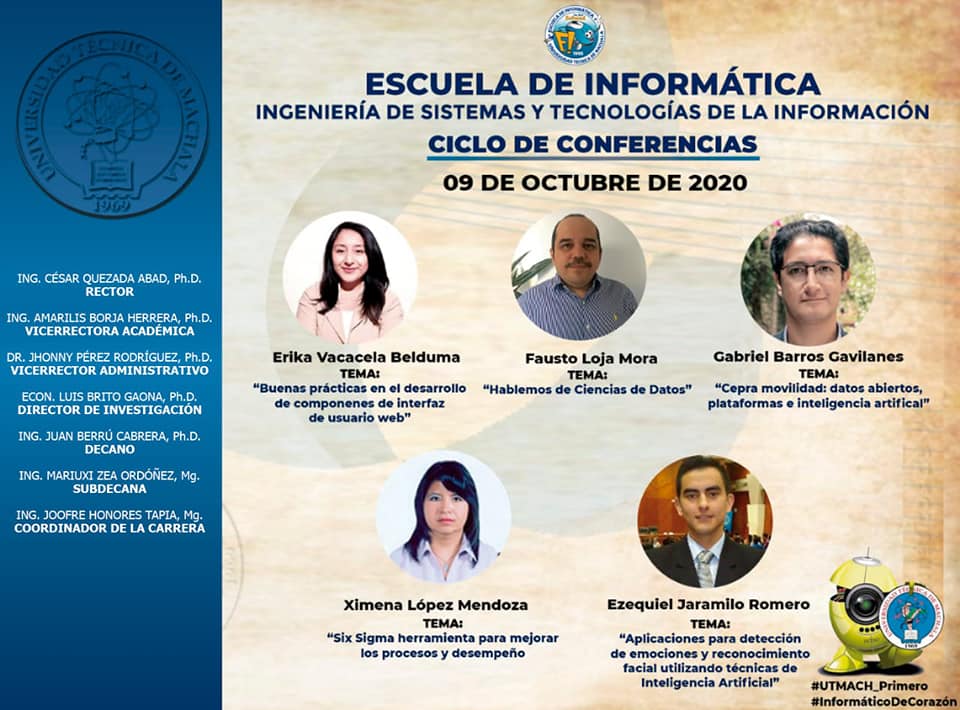 UNIVERSIDAD TÉCNICA DE MACHALA
1969
ING. CÉSAR QUEZADA ABAD, Ph.D.
RECTOR
ING. AMARILIS BORJA HERRERA, Ph.D.
VICERRECTORA ACADÉMICA
DR. JHONNY PÉREZ RODRÍGUEZ, Ph.D.
VICERRECTOR ADMINISTRATIVO
ECON. LUIS BRITO GAONA, Ph.D.
DIRECTOR DE INVESTIGACIÓN
ING. JUAN BERRÚ CABRERA, Ph.D.
DECANO
ING. MARIUXI ZEA ORDÓÑEZ, Mg.
SUBDECANA
ING. JOOFRE HONORES TAPIA, Mg.
COORDINADOR DE LA CARRERA
ESCUELA DE INFORMÁTICA
INGENIERÍA DE SISTEMAS Y TECNOLOGÍAS DE LA INFORMACIÓN
CICLO DE CONFERENCIAS
09 DE OCTUBRE DE 2020
Erika Vacacela Belduma
TEMA:
“Buenas prácticas en el desarrollo
de componenes de interfaz
de usuario web”
Fausto Loja Mora
TEMA:
“Hablemos de Ciencias de Datos”
Gabriel Barros Gavilanes
TEMA:
“Cepra movilidad: datos abiertos,
plataformas e inteligencia artifical”
Ximena López Mendoza
TEMA:
“Six Sigma herramienta para mejorar
los procesos y desempeño
Ezequiel Jaramilo Romero
TEMA:
“Aplicaciones para detección
de emociones y reconocimiento
facial utilizando técnicas de
Inteligencia Artificial”
UNIVERSIDAD TÉCNICA DE MACHALA
1969
#UTMACH_Primero
#InformáticoDeCorazón